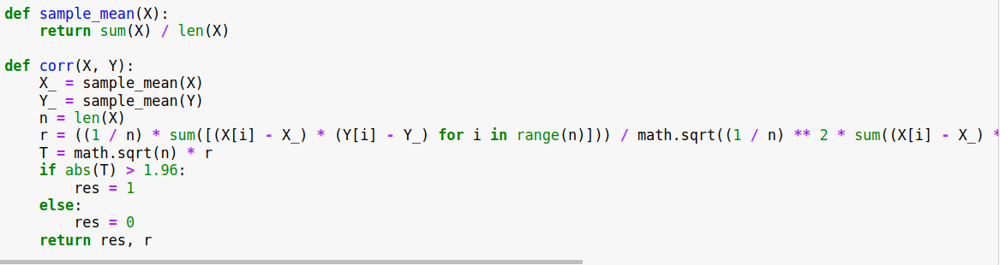 def sample_mean(X):
    return sum(X) / len(X)

def corr(X, Y):
    X_ = sample_mean(X)
    Y_ = sample_mean(Y)
    n = len(X)
    r = ((1 / n) * sum([(X[i] - X_) * (Y[i] - Y_) for i in range(n)])) / math.sqrt((1 / n) ** 2 * sum((X[i] - X_) *
    T = math.sqrt(n) * r
    if abs(T) > 1.96:
        res = 1
    else:
        res = 0
    return res, r